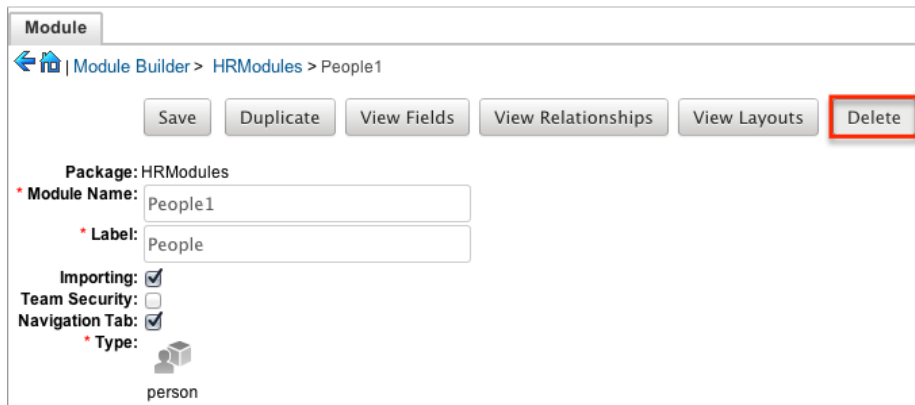 Module
| Module Builder > HRModules > People1
Save Duplicate View Fields View Relationships View Layouts Delete
Package: HRModules
* Module Name: People1
* Label: People
Importing:
Team Security:
Navigation Tab:
* Type:
person